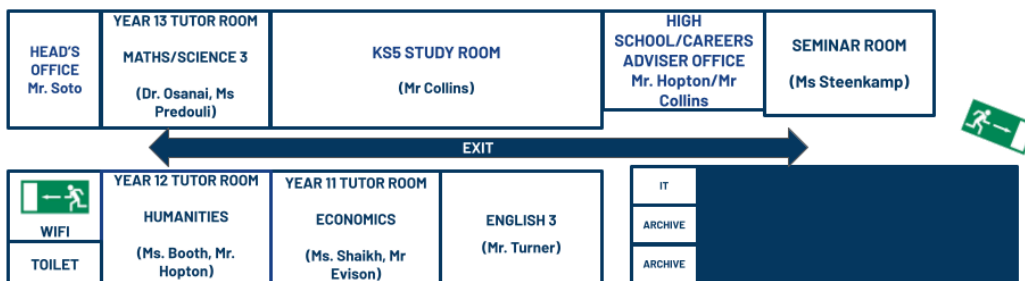 HEAD'S
OFFICE
Mr. Soto
YEAR 13 TUTOR ROOM
MATHS/SCIENCE 3
(Dr. Osanai, Ms
Predouli)
KS5 STUDY ROOM
(Mr Collins)
HIGH
SCHOOL/CAREERS
ADVISER OFFICE
Mr. Hopton/Mr
Collins
SEMINAR ROOM
(Ms Steenkamp)
EXIT
WIFI
TOILET
YEAR 12 TUTOR ROOM
HUMANITIES
(Ms. Booth, Mr.
Hopton)
YEAR 11 TUTOR ROOM
ECONOMICS
(Ms. Shaikh, Mr
Evison)
ENGLISH 3
(Mr. Turner)
IT
ARCHIVE
ARCHIVE